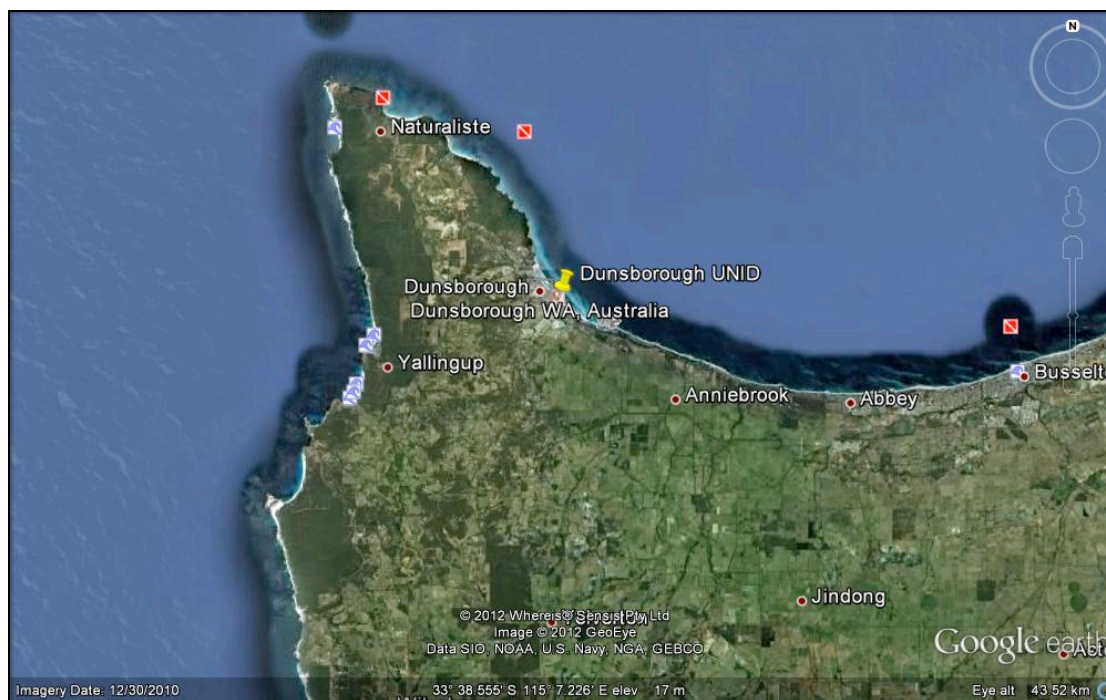 N
Naturaliste
Dunsborough UNID
Dunsborough
Dunsborough WA, Australia
Yallingup
Anniebrook
Abbey
Busselto
Jindong
© 2012 Whereis® Sensis Pty Ltd
Image © 2012 GeoEye
Data SIO, NOAA, U.S. Navy, NGA, GEBCO
Google earth
Imagery Date: 12/30/2010
33° 38.555' S 115° 7.226' E elev 17 m
Eye alt 43.52 km